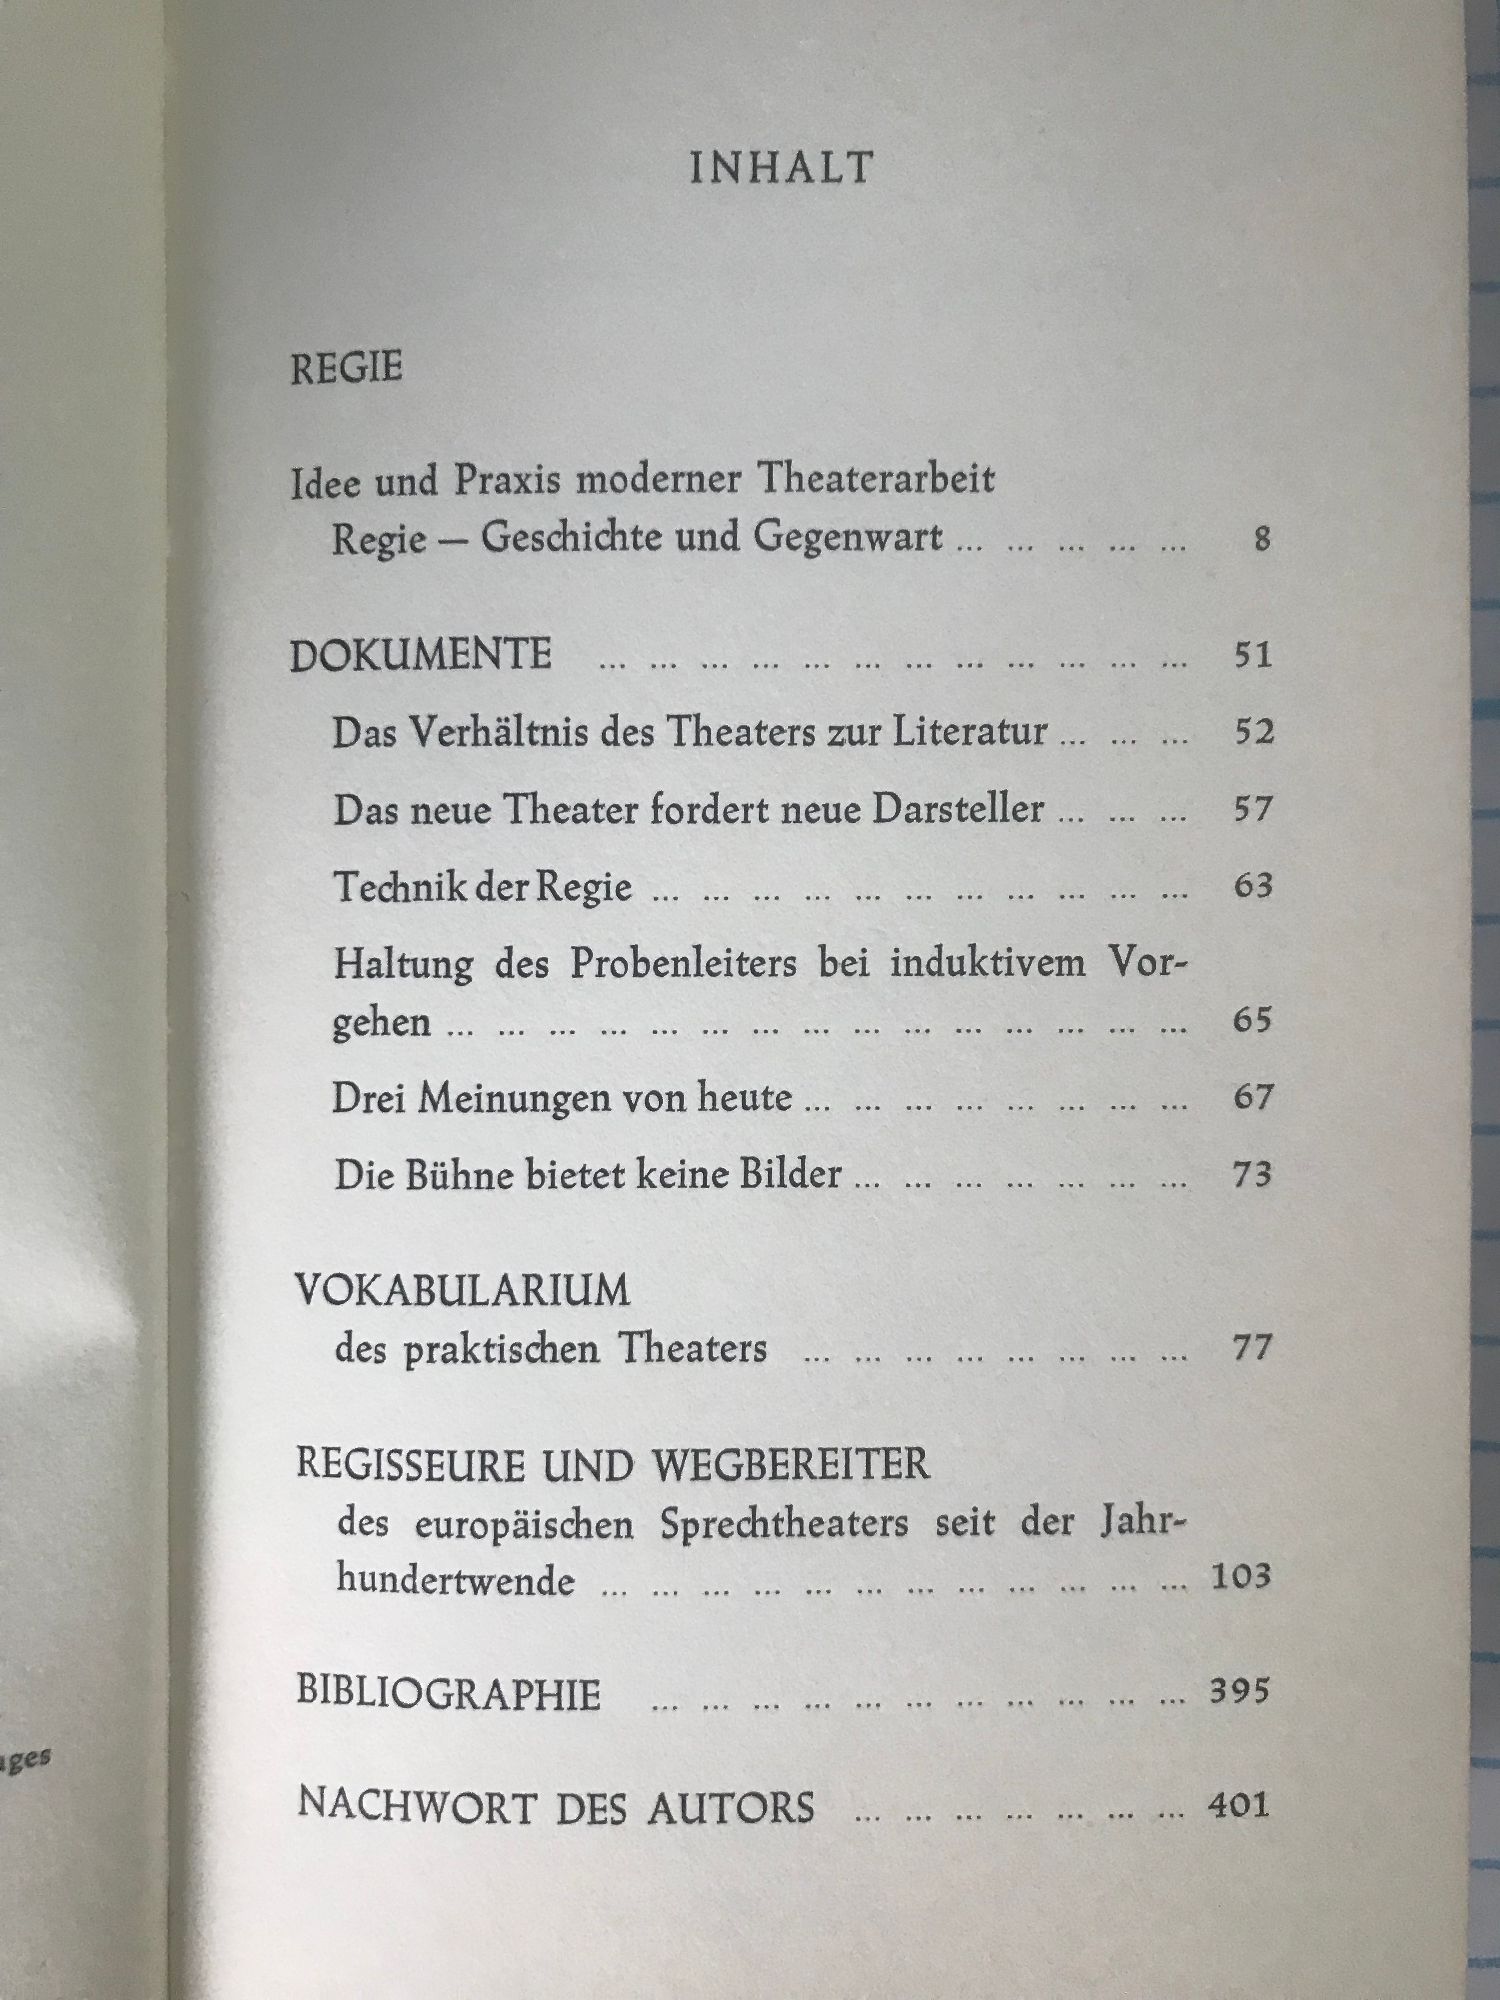 INHALT
REGIE
Idee und Praxis moderner Theaterarbeit
Regie — Geschichte und Gegenwart ... ... ... ... ... 8
DOKUMENTE ... ... ... ... ... ... ... ... ... ... ... ... 51
Das Verhältnis des Theaters zur Literatur ... ... ... 52
Das neue Theater fordert neue Darsteller ... ... ... 57
Technik der Regie ... ... ... ... ... ... ... ... ... ... ... 63
Haltung des Probenleiters bei induktivem Vor-
gehen ... ... ... ... ... ... ... ... ... ... ... ... ... ... ... 65
Drei Meinungen von heute ... ... ... ... ... ... ... ... 67
Die Bühne bietet keine Bilder ... ... ... ... ... ... ... 73
VOKABULARIUM
des praktischen Theaters ... ... ... ... ... ... ... ... 77
REGISSEURE UND WEGBEREITER
des europäischen Sprechtheaters seit der Jahr-
hundertwende ... ... ... ... ... ... ... ... ... ... ... ... 103
BIBLIOGRAPHIE ... ... ... ... ... ... ... ... ... ... ... 395
NACHWORT DES AUTORS ... ... ... ... ... ... ... 401